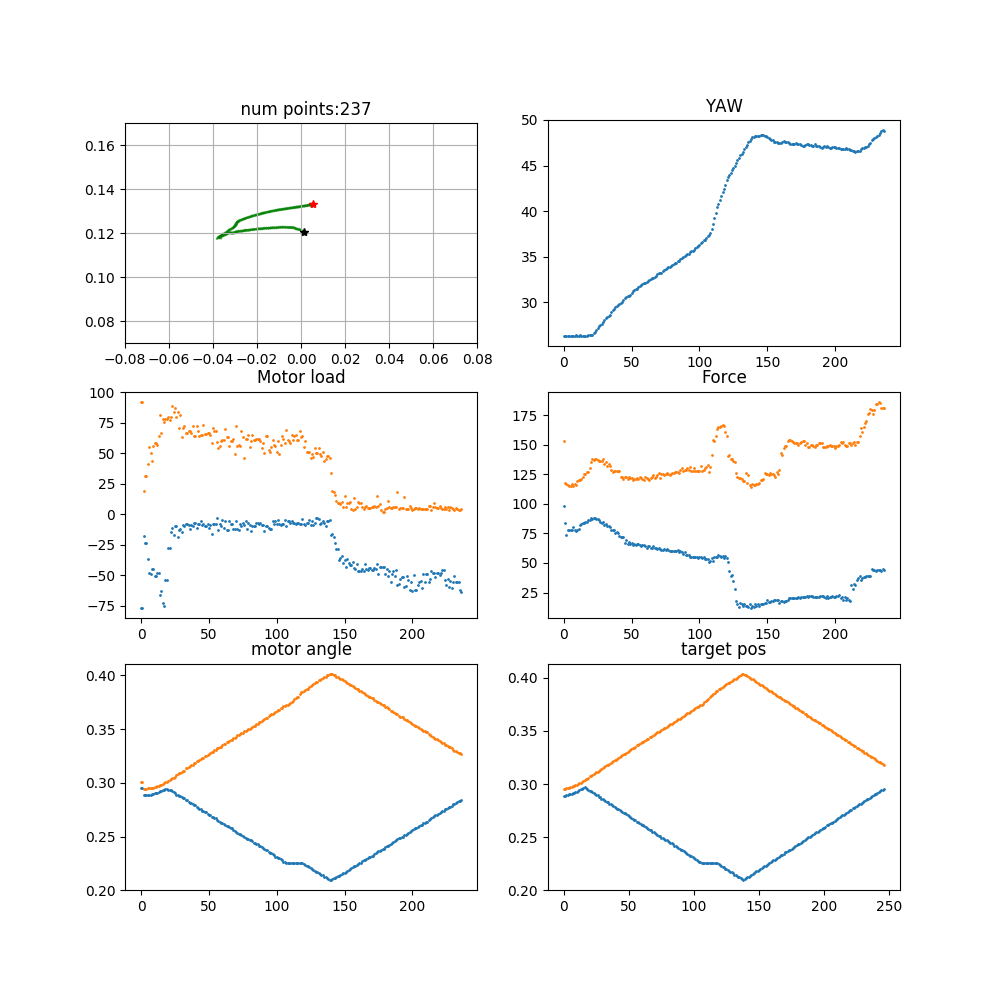 num points:237
0.16
0.14
0.12
0.10
0.08
−0.08 −0.06 −0.04 −0.02 0.00 0.02 0.04 0.06 0.08
YAW
50
45
40
35
30
0 50 100 150 200
Motor load
100
75
50
25
0
−25
−50
−75
0 50 100 150 200
Force
175
150
125
100
75
50
25
0 50 100 150 200
motor angle
0.40
0.35
0.30
0.25
0.20
0 50 100 150 200
target pos
0.40
0.35
0.30
0.25
0.20
0 50 100 150 200 250